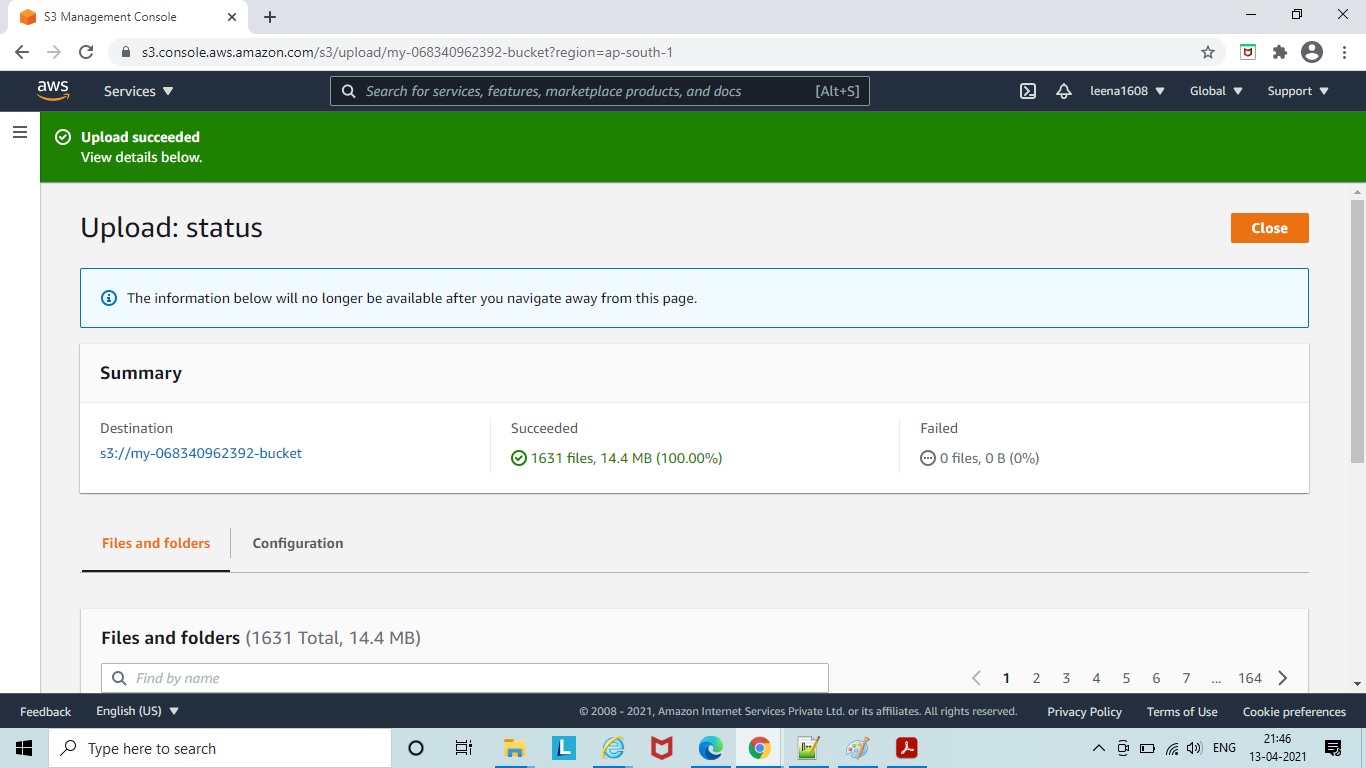 S3 Management Console
s3.console.aws.amazon.com/s3/upload/my-068340962392-bucket?region=ap-south-1
aws
Services
Search for services, features, marketplace products, and docs
[Alt+S]
leena1608
Global
Support
Upload succeeded
View details below.
Upload: status
Close
The information below will no longer be available after you navigate away from this page.
Summary
Destination
s3://my-068340962392-bucket
Succeeded
1631 files, 14.4 MB (100.00%)
Failed
0 files, 0 B (0%)
Files and folders
Configuration
Files and folders (1631 Total, 14.4 MB)
Find by name
1 2 3 4 5 6 7 ... 164
Feedback
English (US)
© 2008 - 2021, Amazon Internet Services Private Ltd. or its affiliates. All rights reserved.
Privacy Policy
Terms of Use
Cookie preferences
Type here to search
L
ENG
21:46
13-04-2021